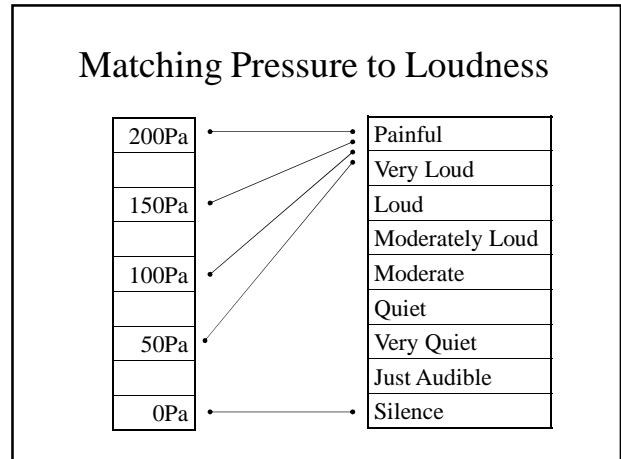 Matching Pressure to Loudness
200Pa
150Pa
100Pa
50Pa
0Pa
Painful
Very Loud
Loud
Moderately Loud
Moderate
Quiet
Very Quiet
Just Audible
Silence